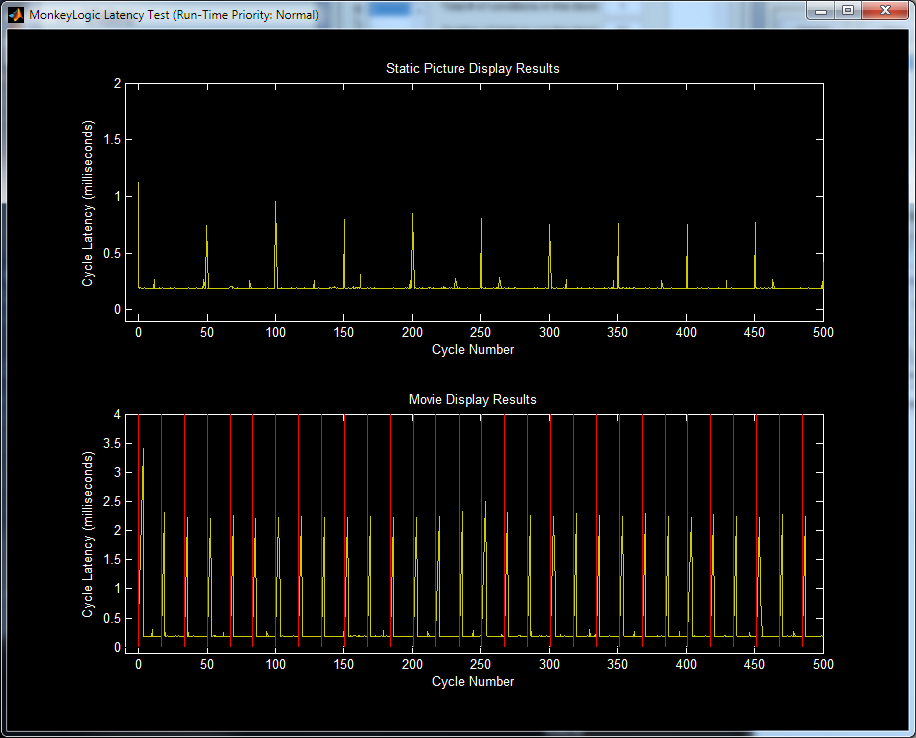 MonkeyLogic Latency Test (Run-Time Priority: Normal)
Static Picture Display Results
Cycle Latency (milliseconds)
2
1.5
1
0.5
0
0 50 100 150 200 250 300 350 400 450 500
Cycle Number
Movie Display Results
Cycle Latency (milliseconds)
4
3.5
3
2.5
2
1.5
1
0.5
0
0 50 100 150 200 250 300 350 400 450 500
Cycle Number